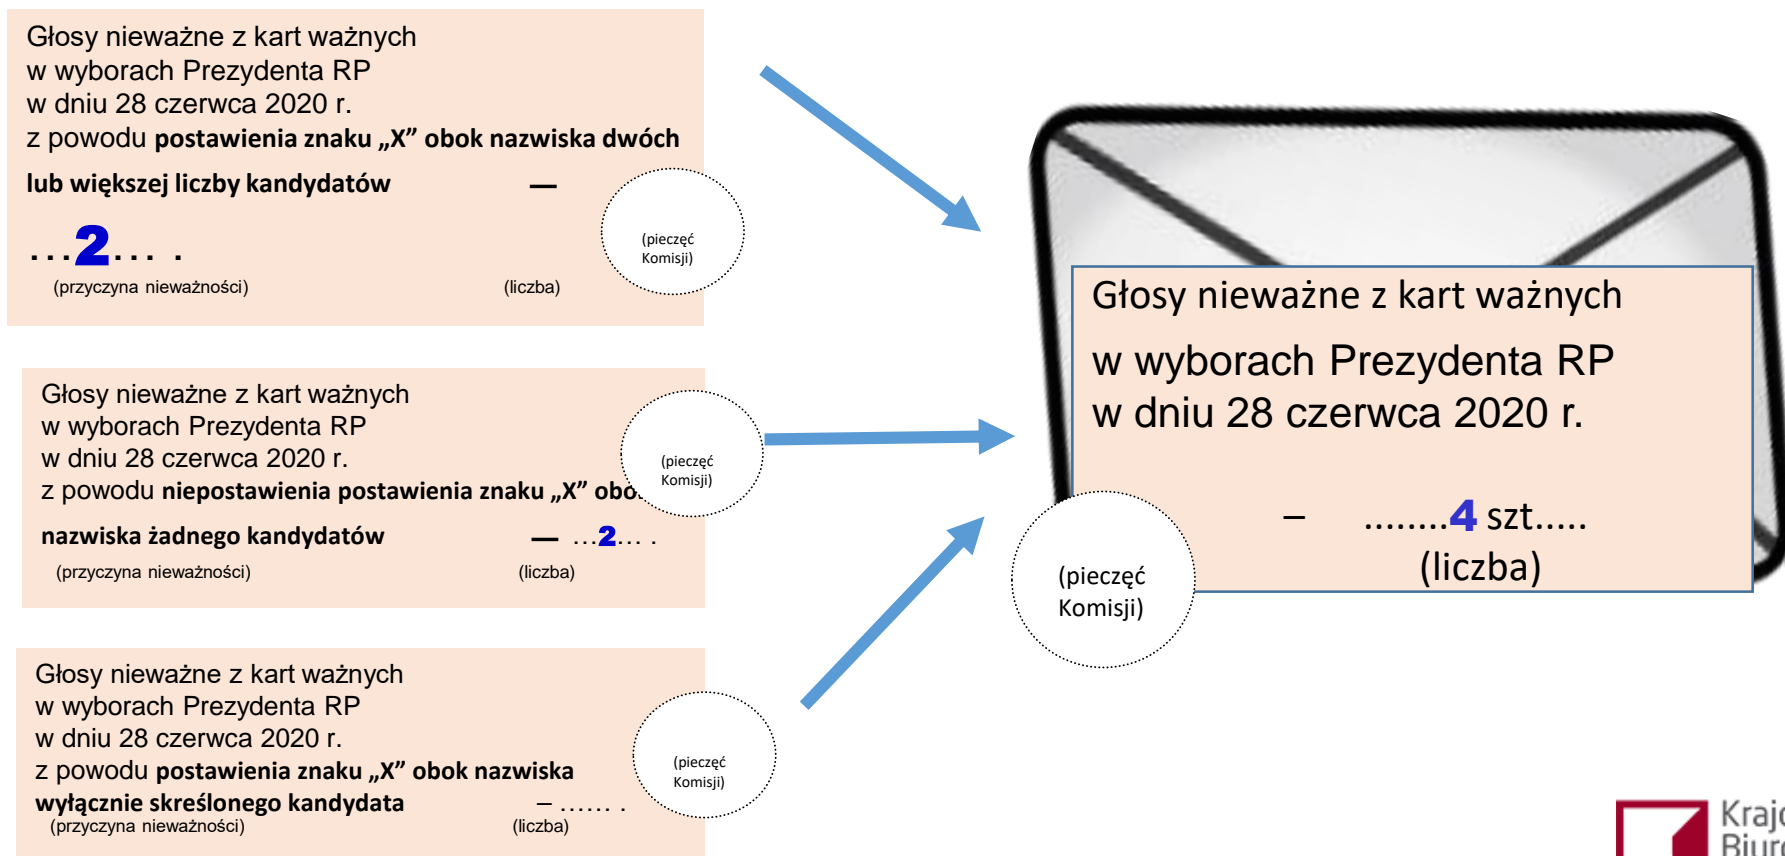 Głosy nieważne z kart ważnych
w wyborach Prezydenta RP
w dniu 28 czerwca 2020 r.
z powodu postawienia znaku „X” obok nazwiska dwóch
lub większej liczby kandydatów —
...2... .
(przyczyna nieważności) (liczba)
(pieczęć
Komisji)
Głosy nieważne z kart ważnych
w wyborach Prezydenta RP
w dniu 28 czerwca 2020 r.
z powodu niepostawienia postawienia znaku „X”
nazwiska żadnego kandydatów — ...2... .
(przyczyna nieważności) (liczba)
(pieczęć
Komisji)
Głosy nieważne z kart ważnych
w wyborach Prezydenta RP
w dniu 28 czerwca 2020 r.
z powodu postawienia znaku „X” obok nazwiska
wyłącznie skreślonego kandydata – ...... .
(przyczyna nieważności) (liczba)
(pieczęć
Komisji)
Głosy nieważne z kart ważnych
w wyborach Prezydenta RP
w dniu 28 czerwca 2020 r.
– ........4 szt.....
(liczba)
(pieczęć
Komisji)